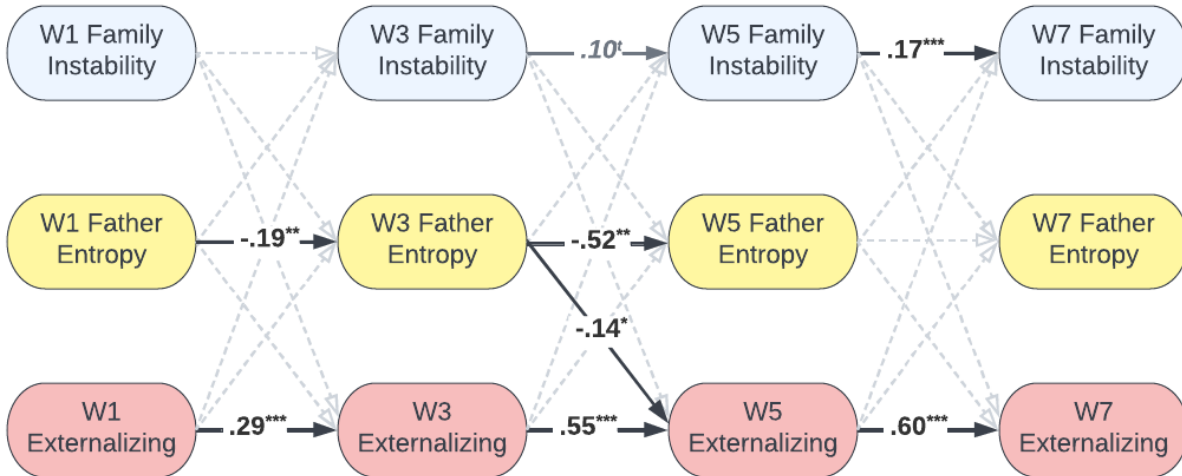 W1 Family
Instability
W3 Family
Instability
.10ᵗ
W5 Family
Instability
.17***
W7 Family
Instability
W1 Father
Entropy
-.19**
W3 Father
Entropy
-.52**
W5 Father
Entropy
W7 Father
Entropy
-.14*
W1
Externalizing
.29***
W3
Externalizing
.55***
W5
Externalizing
.60***
W7
Externalizing